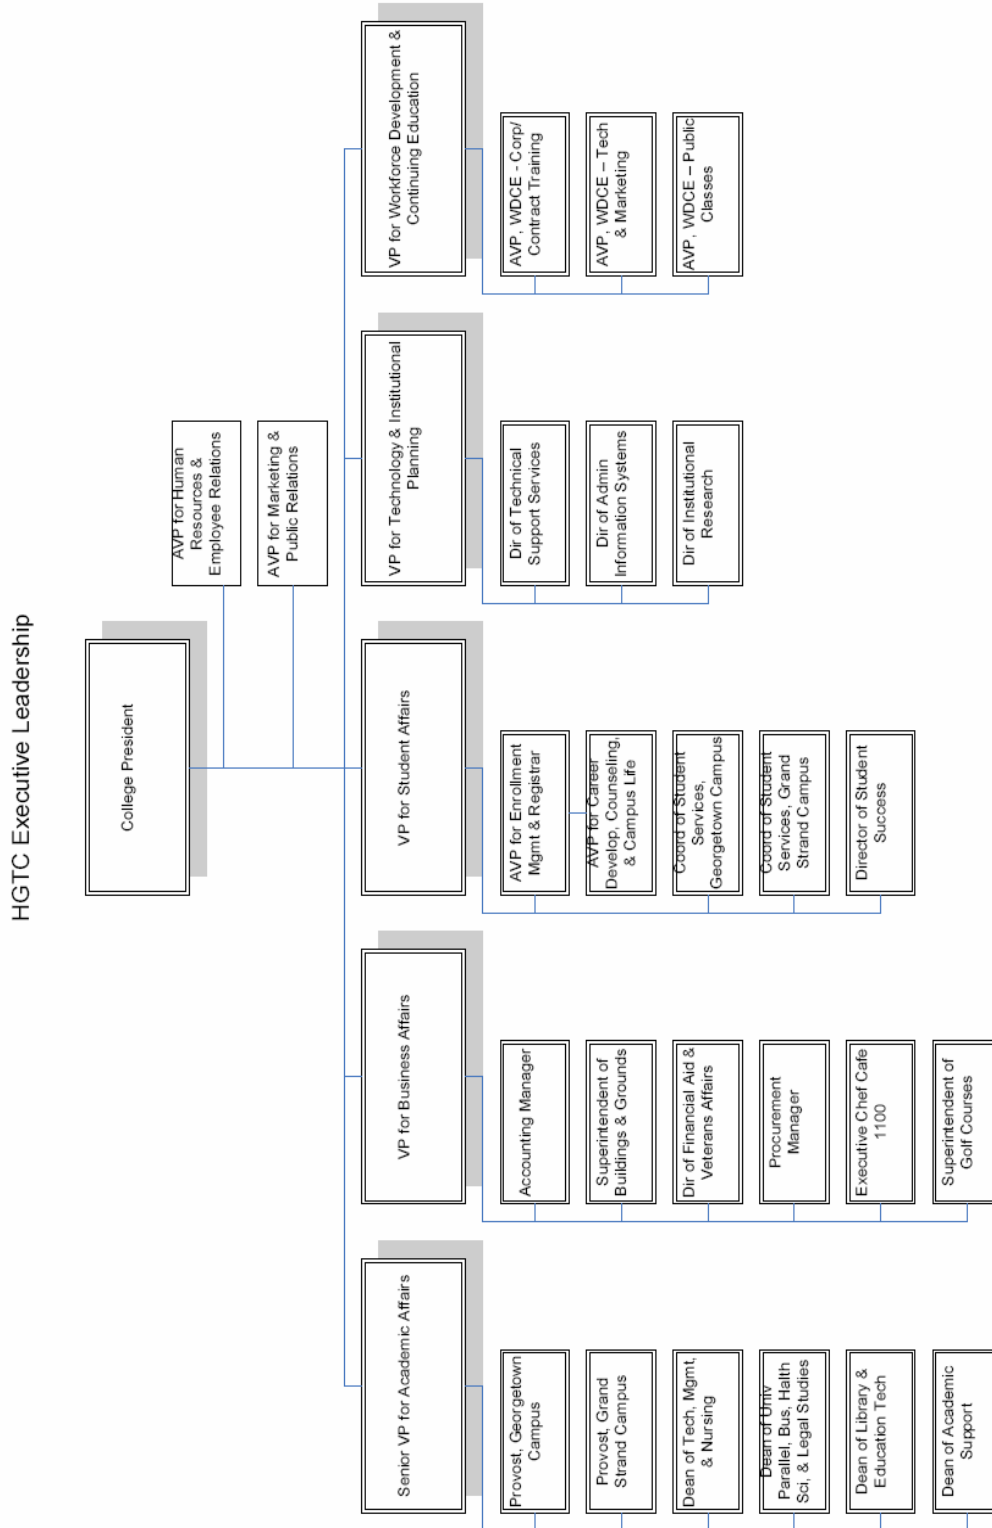 HGTC Executive Leadership
College President
AVP for Human
Resources &
Employee Relations
AVP for Marketing &
Public Relations
Senior VP for Academic Affairs
VP for Business Affairs
VP for Student Affairs
VP for Technology & Institutional
Planning
VP for Workforce Development &
Continuing Education
Provost, Georgetown
Campus
Provost, Grand
Strand Campus
Dean of Tech, Mgmt,
& Nursing
Dean of Univ
Parallel, Bus, Halth
Sci, & Legal Studies
Dean of Library &
Education Tech
Dean of Academic
Support
Accounting Manager
Superintendent of
Buildings & Grounds
Dir of Financial Aid &
Veterans Affairs
Procurement
Manager
Executive Chef Cafe
1100
Superintendent of
Golf Courses
AVP for Enrollment
Mgmt & Registrar
AVP for Career
Develop, Counseling,
& Campus Life
Coord of Student
Services,
Georgetown Campus
Coord of Student
Services, Grand
Strand Campus
Director of Student
Success
Dir of Technical
Support Services
Dir of Admin
Information Systems
Dir of Institutional
Research
AVP, WDCE - Corp/
Contract Training
AVP, WDCE – Tech
& Marketing
AVP, WDCE – Public
Classes